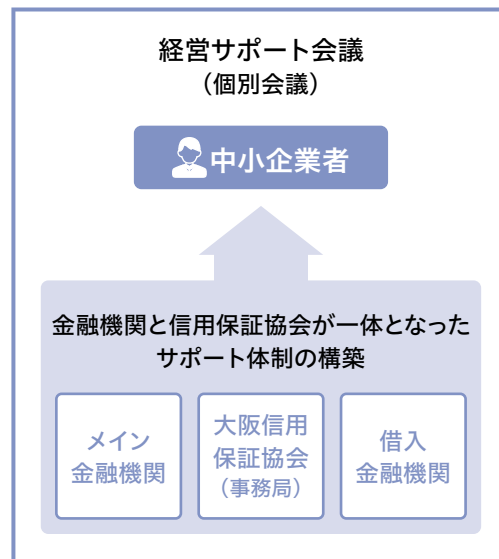 経営サポート会議
（個別会議）
中小企業者
金融機関と信用保証協会が一体となった
サポート体制の構築
メイン
金融機関
大阪信用
保証協会
（事務局）
借入
金融機関